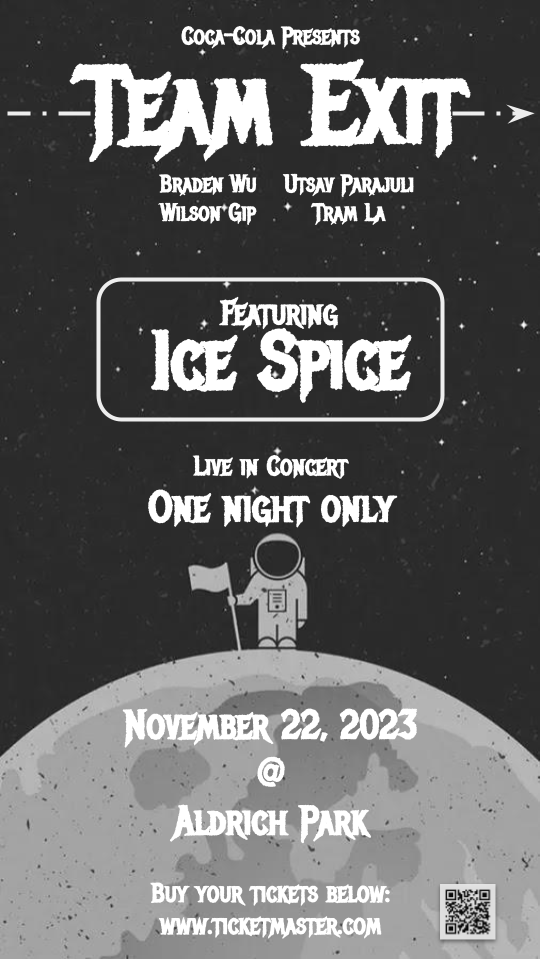 Coca-Cola Presents
Team Exit
Braden Wu Utsav Parajuli
Wilson Gip Tram La
Featuring
Ice Spice
Live in Concert
One night only
November 22, 2023
@
Aldrich Park
Buy your tickets below:
www.ticketmaster.com